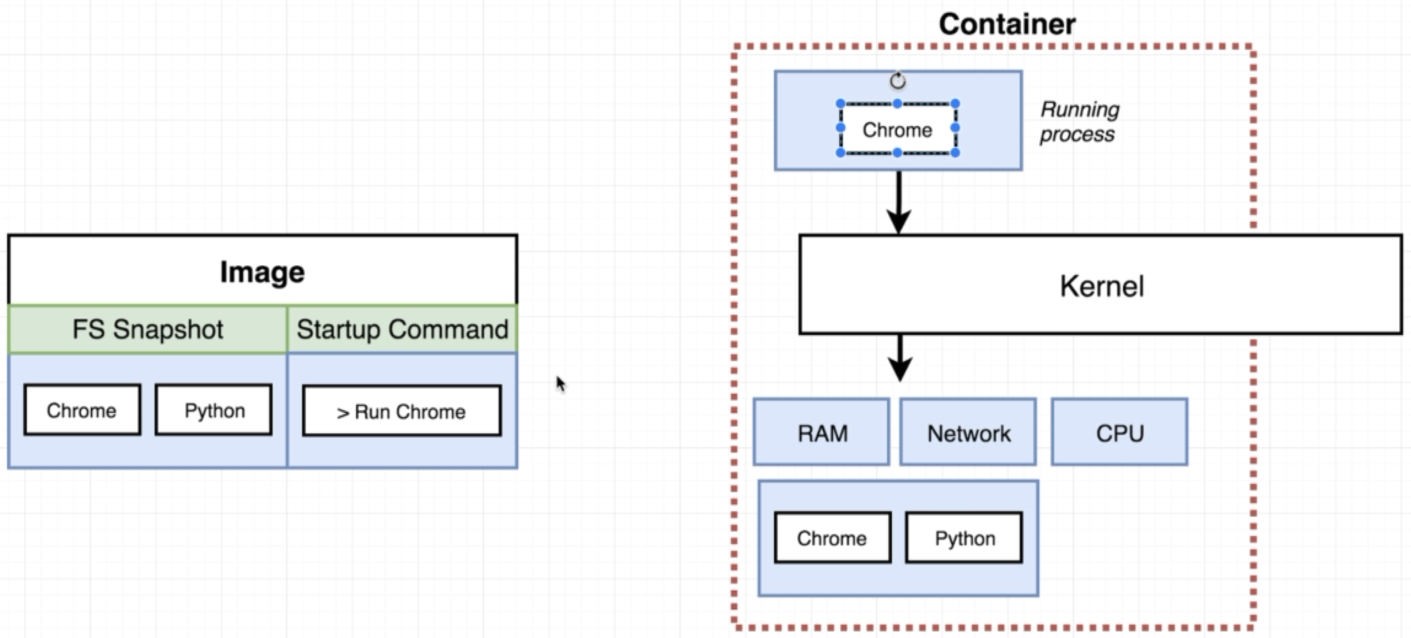 Container
Chrome
Running
process
Kernel
Image
FS Snapshot
Startup Command
Chrome
Python
> Run Chrome
RAM
Network
CPU
Chrome
Python